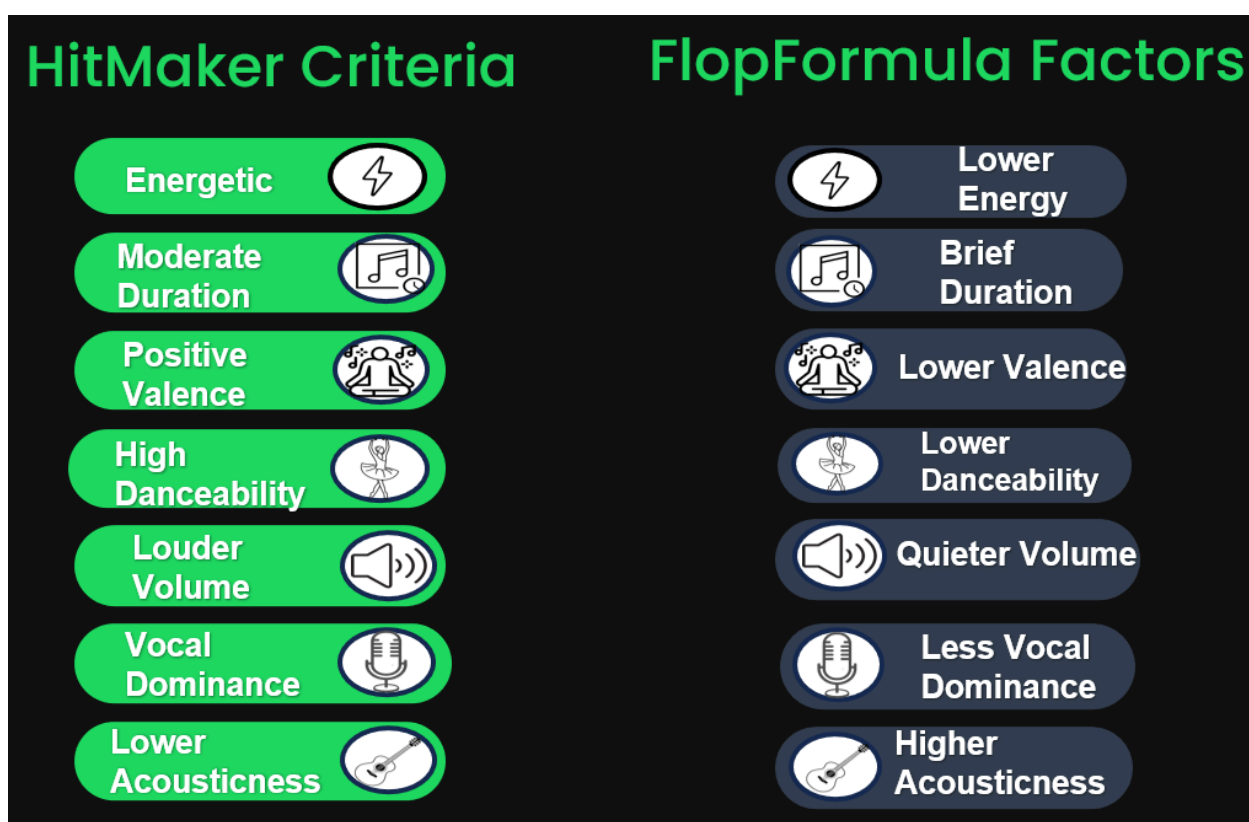 HitMaker Criteria
Energetic
Moderate
Duration
Positive
Valence
High
Danceability
Louder
Volume
Vocal
Dominance
Lower
Acousticness
FlopFormula Factors
Lower
Energy
Brief
Duration
Lower Valence
Lower
Danceability
Quieter Volume
Less Vocal
Dominance
Higher
Acousticness